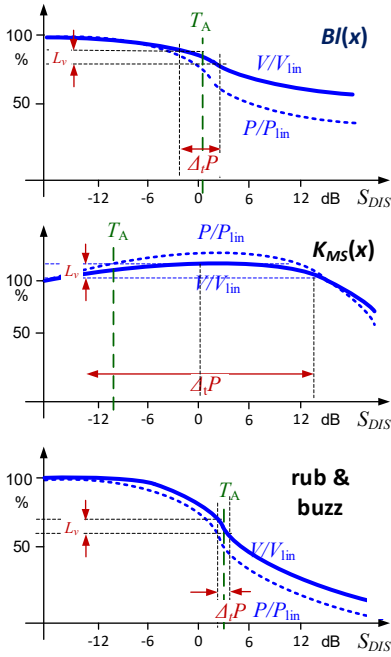 T_A
100
%
L_v
50
Bl(x)
V/V_lin
P/P_lin
Δ_tP
-12 -6 0 6 dB 12 S_DIS
T_A
P/P_lin
K_MS(x)
L_v
100
%
V/V_lin
50
Δ_tP
-12 -6 0 6 12 dB S_DIS
rub &
buzz
100
%
T_A
L_v
V/V_lin
50
Δ_tP
P/P_lin
-12 -6 0 6 12 dB S_DIS